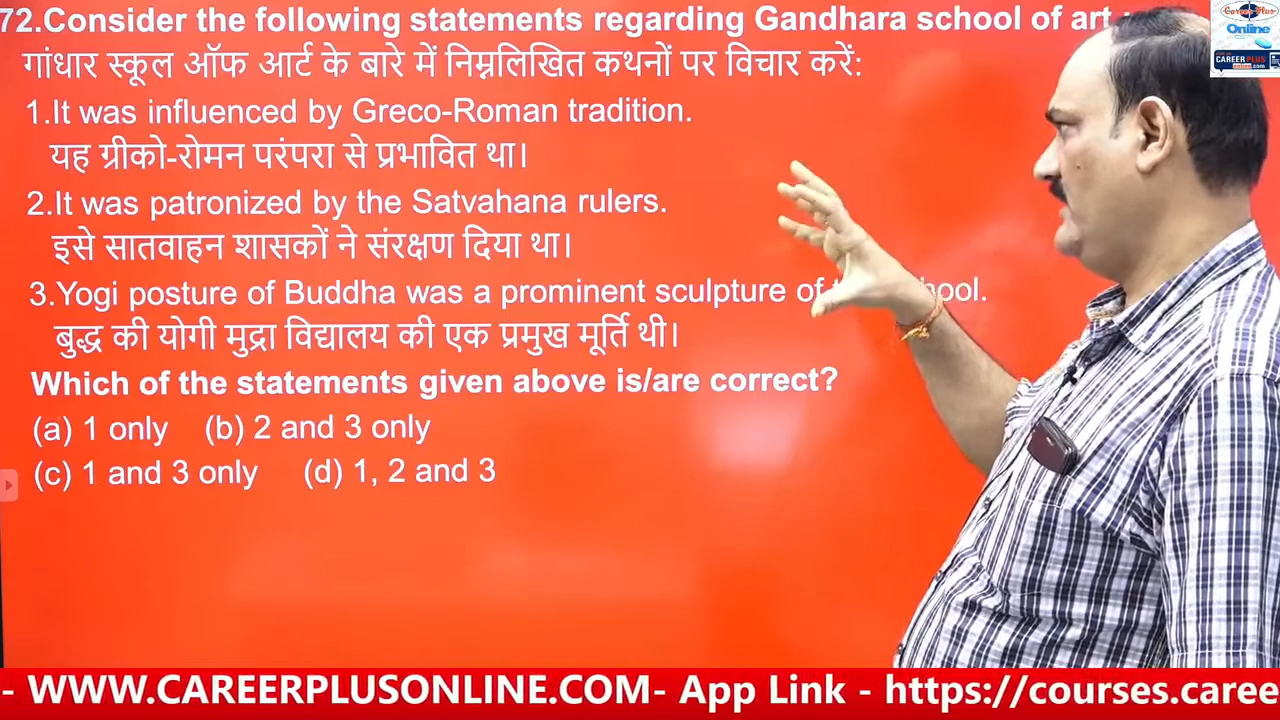 72.Consider the following statements regarding Gandhara school of art
गांधार स्कूल ऑफ आर्ट के बारे में निम्नलिखित कथनों पर विचार करें:
1.It was influenced by Greco-Roman tradition.
यह ग्रीको-रोमन परंपरा से प्रभावित था।
2.It was patronized by the Satvahana rulers.
इसे सातवाहन शासकों ने संरक्षण दिया था।
3.Yogi posture of Buddha was a prominent sculpture of
बुद्ध की योगी मुद्रा विद्यालय की एक प्रमुख मूर्ति थी।
Which of the statements given above is/are correct?
(a) 1 only (b) 2 and 3 only
(c) 1 and 3 only (d) 1, 2 and 3
Career Plus
Online
CAREER PLUS
online.com
- WWW.CAREERPLUSONLINE.COM- App Link - https://courses.caree